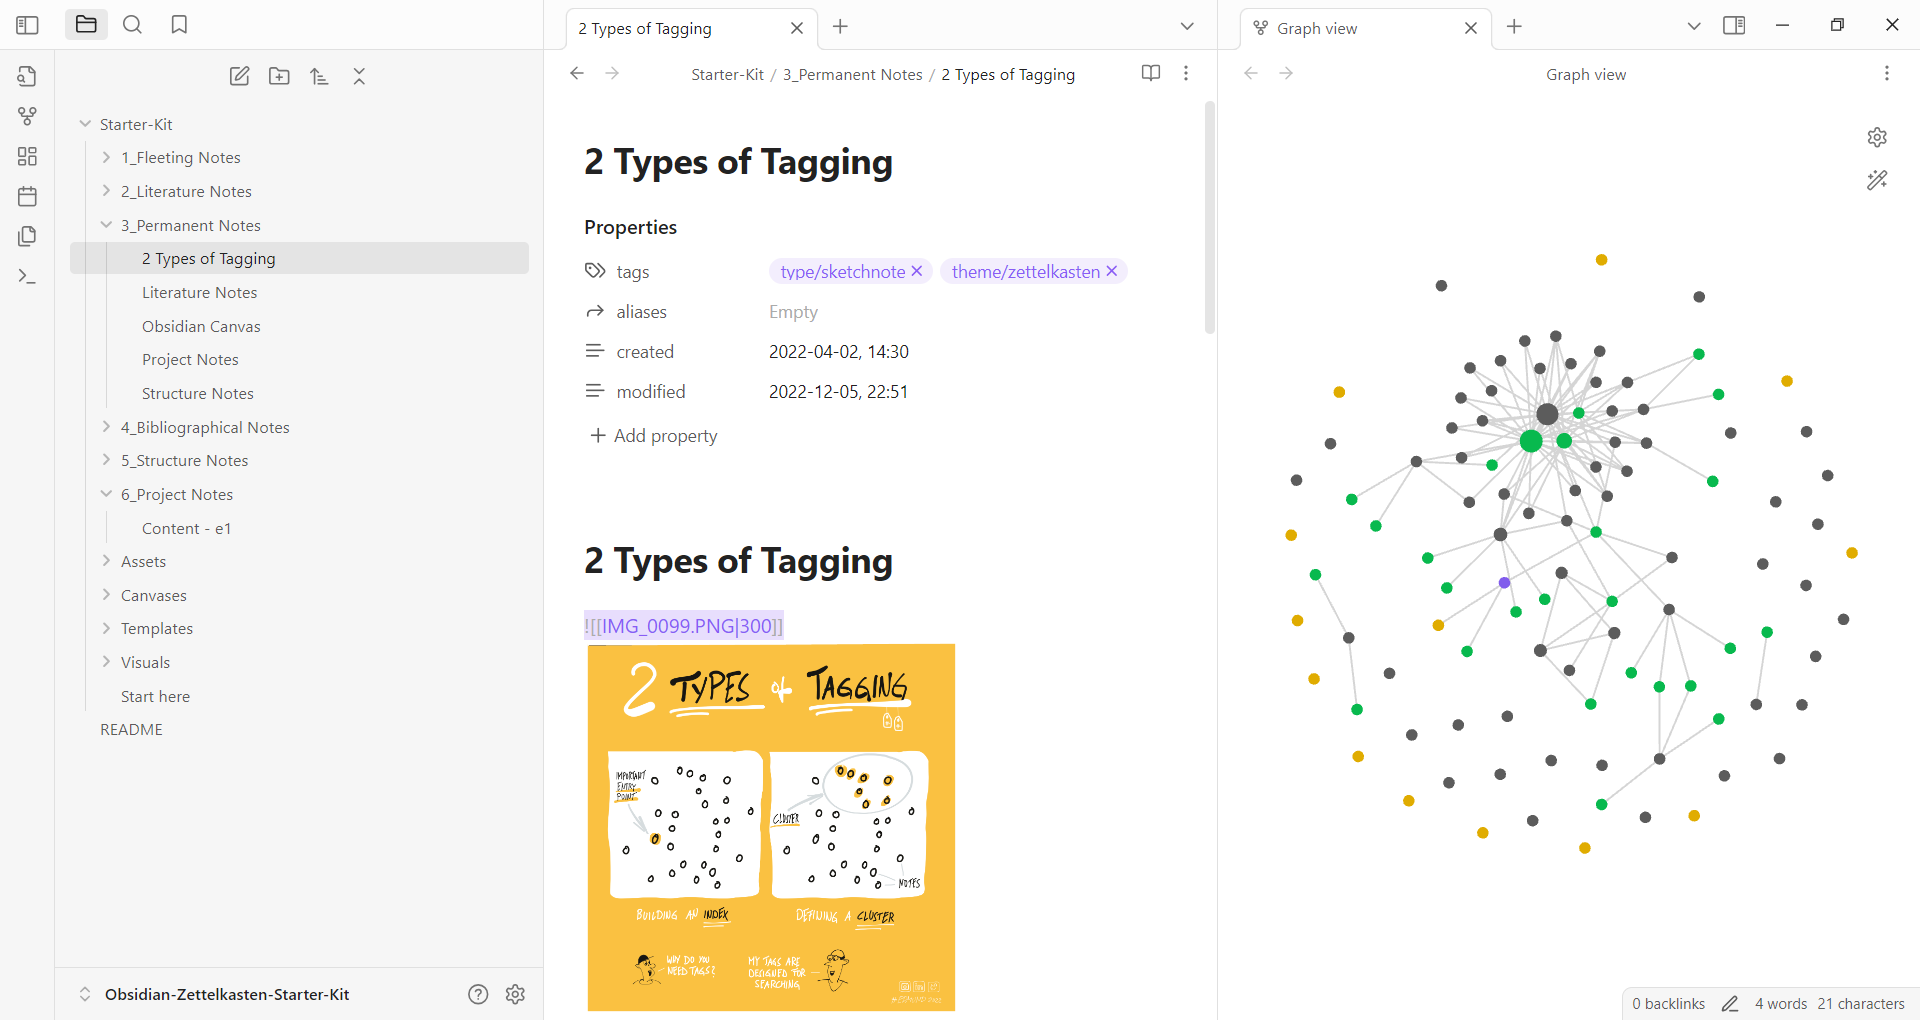 2 Types of Tagging
Graph view
Starter-Kit / 3_Permanent Notes / 2 Types of Tagging
Graph view
Starter-Kit
1_Fleeting Notes
2_Literature Notes
3_Permanent Notes
2 Types of Tagging
Literature Notes
Obsidian Canvas
Project Notes
Structure Notes
4_Bibliographical Notes
5_Structure Notes
6_Project Notes
Content - e1
Assets
Canvases
Templates
Visuals
Start here
README
Obsidian-Zettelkasten-Starter-Kit
2 Types of Tagging
Properties
tags type/sketchnote theme/zettelkasten
aliases Empty
created 2022-04-02, 14:30
modified 2022-12-05, 22:51
Add property
2 Types of Tagging
![[IMG_0099.PNG|300]]
2 TYPES of TAGGING
IMPORTANT
ENTRY
POINT
CLUSTER
NOTES
BUILDING AN INDEX
DEFINING A CLUSTER
WHY DO YOU
NEED TAGS?
MY TAGS ARE
DESIGNED FOR
SEARCHING
0 backlinks 4 words 21 characters